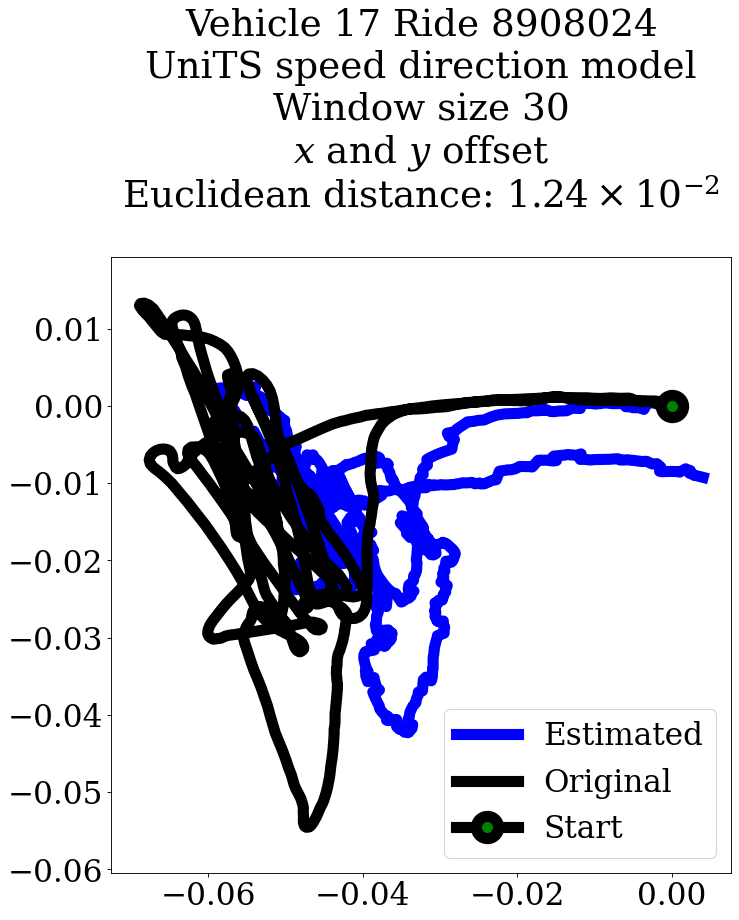 Vehicle 17 Ride 8908024
UniTS speed direction model
Window size 30
x and y offset
Euclidean distance: 1.24 × 10⁻²
0.01
0.00
−0.01
−0.02
−0.03
−0.04
−0.05
−0.06
Estimated
Original
Start
−0.06 −0.04 −0.02 0.00